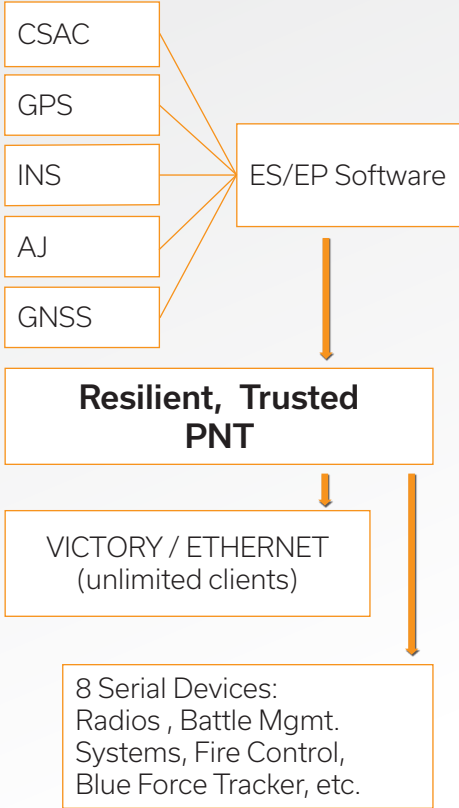 CSAC
GPS
INS
AJ
GNSS
ES/EP Software
Resilient, Trusted
PNT
VICTORY / ETHERNET
(unlimited clients)
8 Serial Devices:
Radios , Battle Mgmt.
Systems, Fire Control,
Blue Force Tracker, etc.